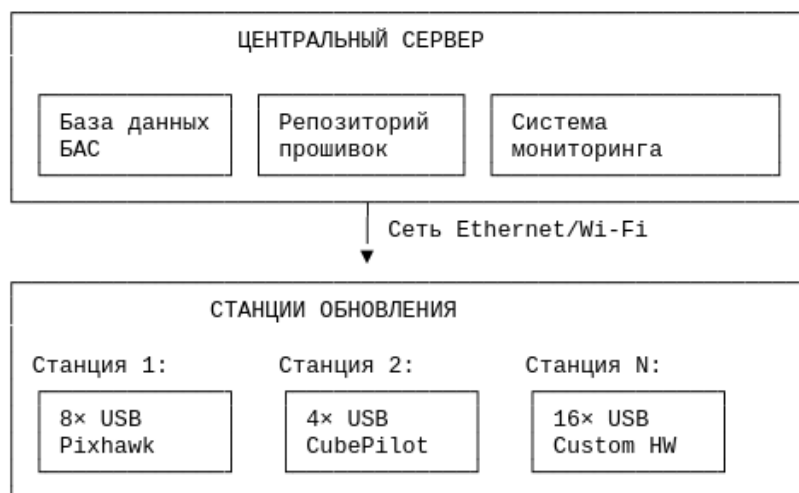 ЦЕНТРАЛЬНЫЙ СЕРВЕР
База данных БАС
Репозиторий прошивок
Система мониторинга
Сеть Ethernet/Wi-Fi
СТАНЦИИ ОБНОВЛЕНИЯ
Станция 1:
8× USB
Pixhawk
Станция 2:
4× USB
CubePilot
Станция N:
16× USB
Custom HW